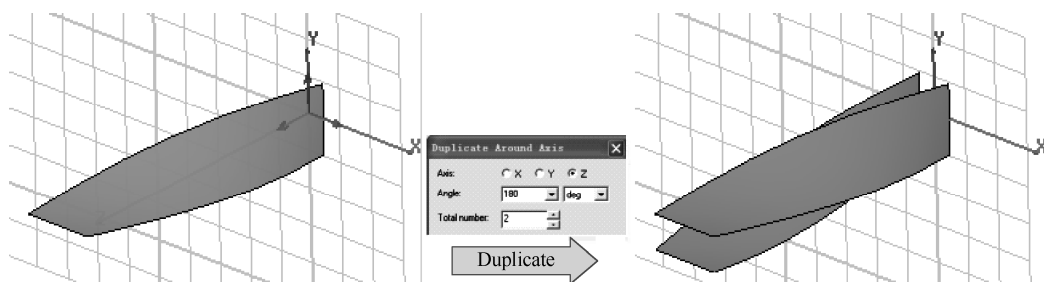 Y
X
Duplicate Around Axis
Axis: X Y Z
Angle: 180 deg
Total number: 2
Duplicate
Y
X